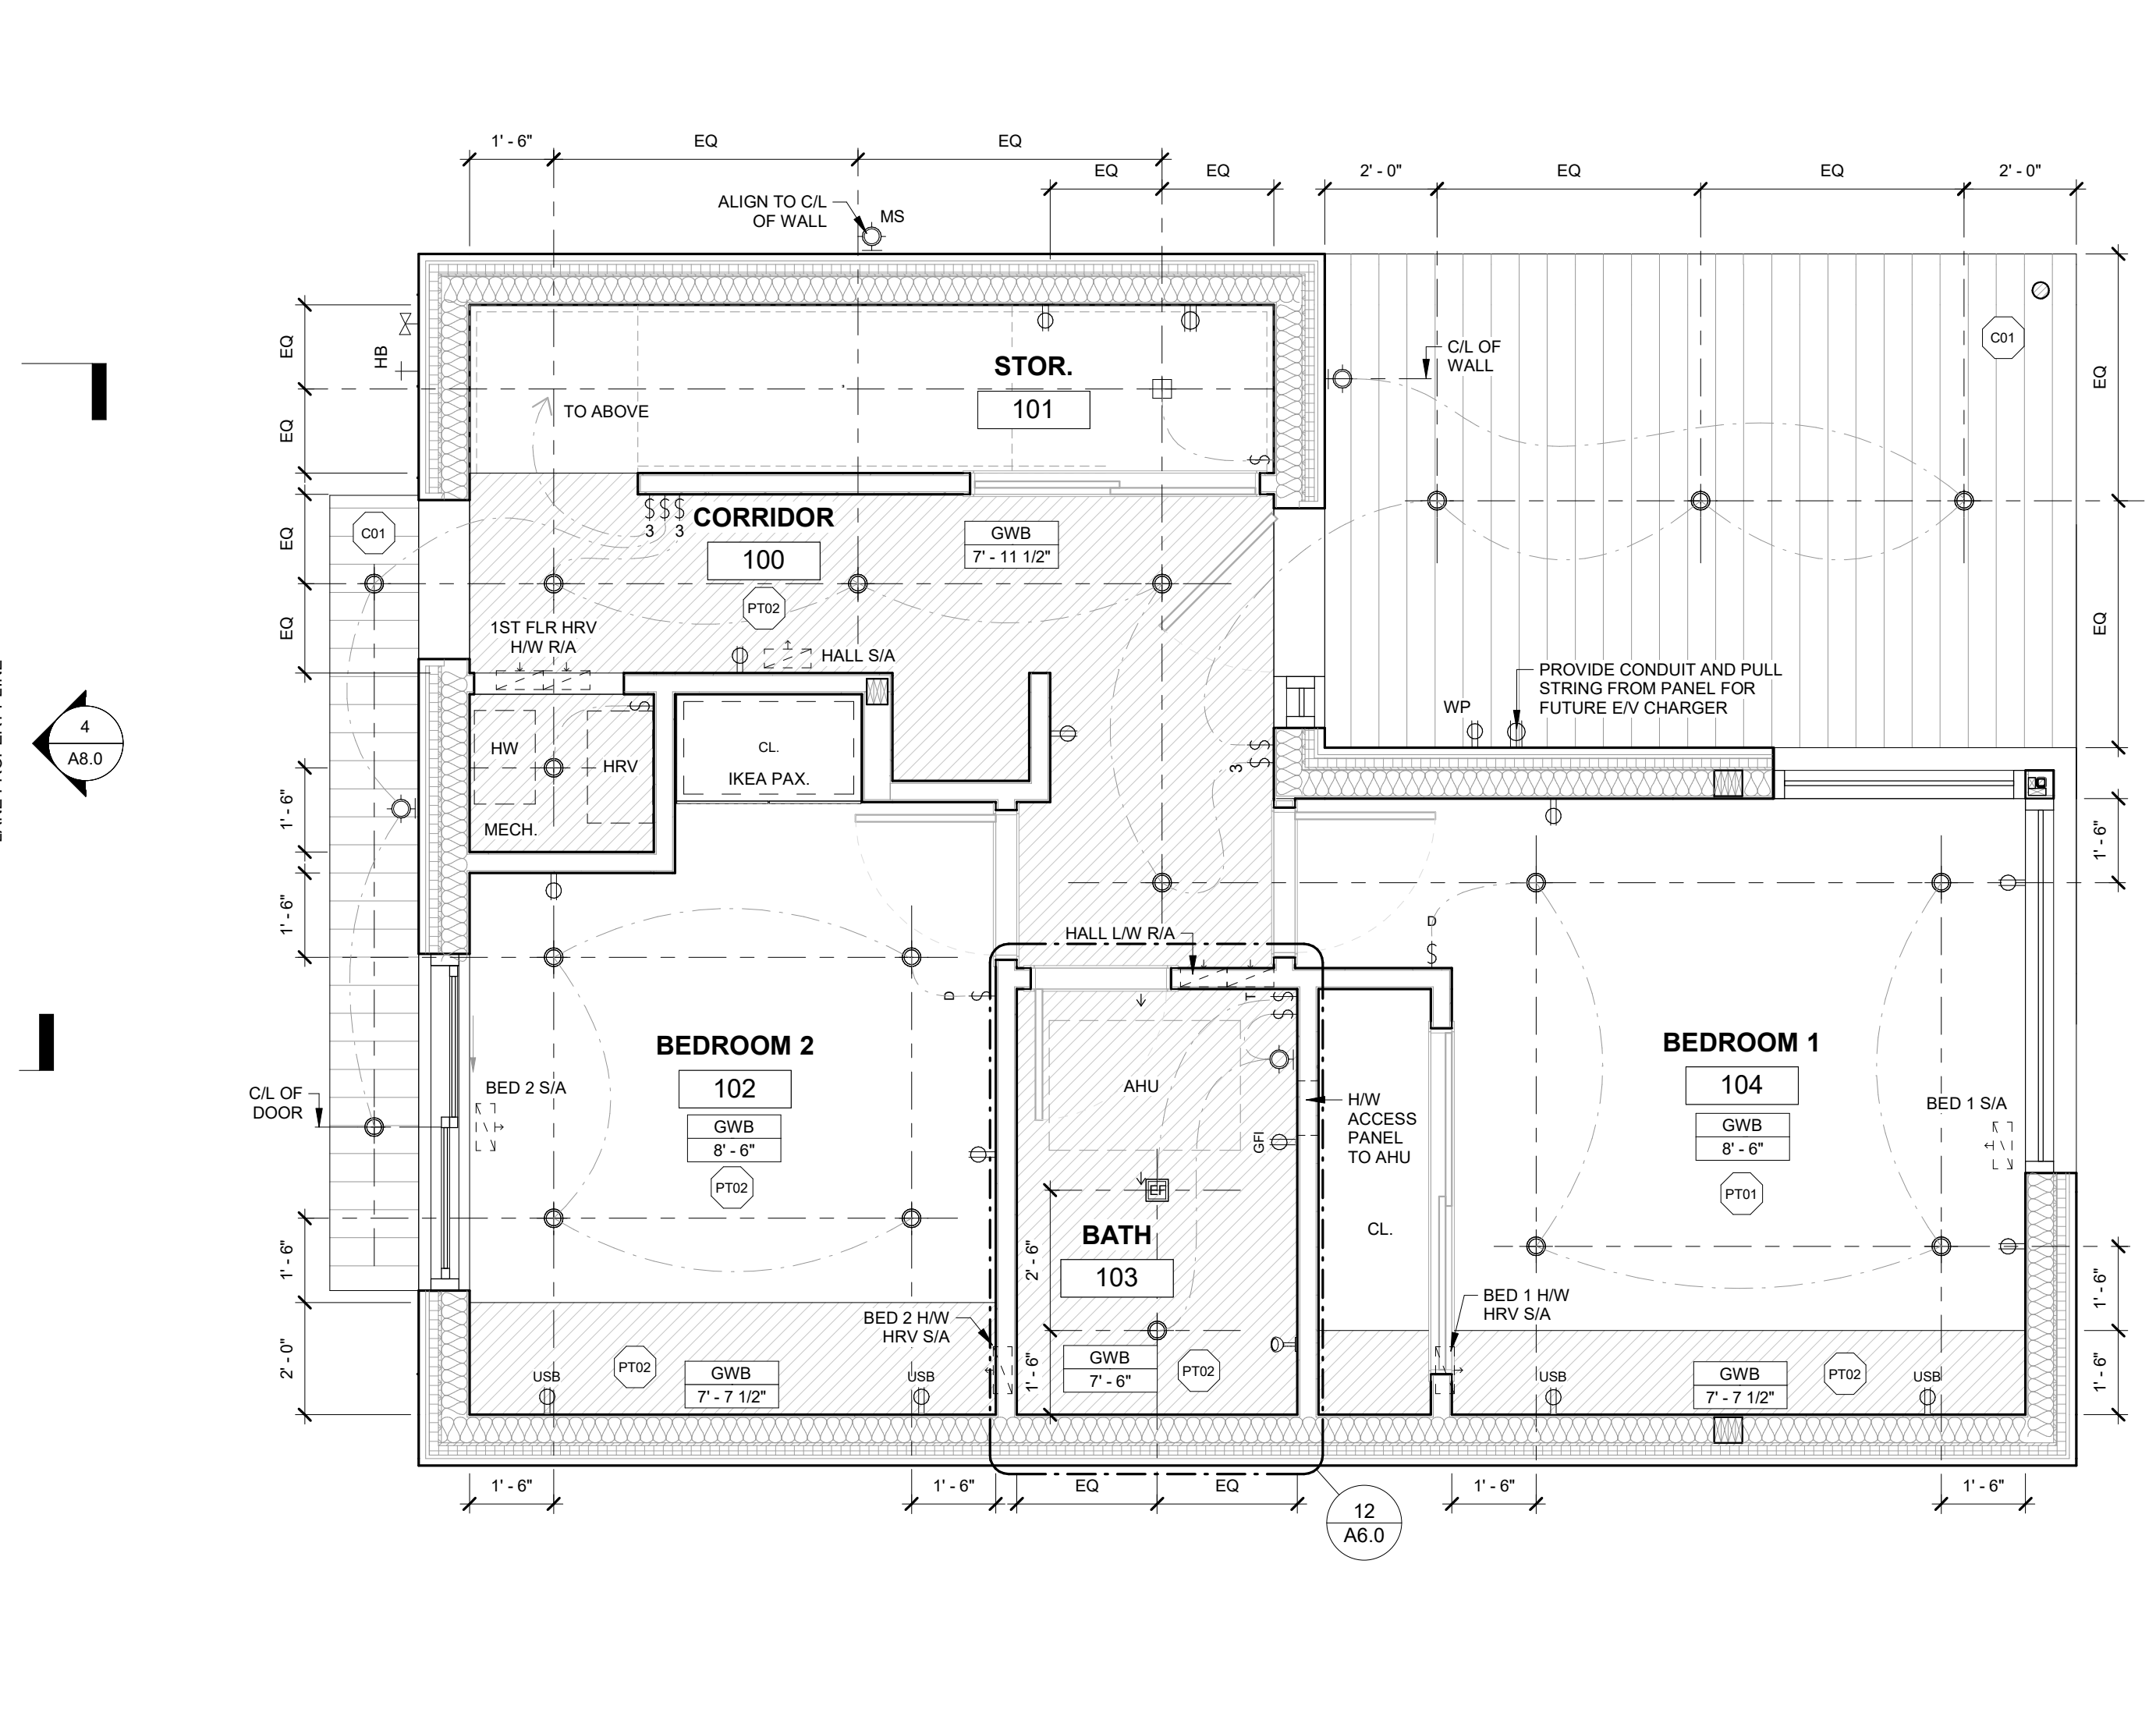 1' - 6"
EQ
EQ
EQ
EQ
2' - 0"
EQ
EQ
2' - 0"
ALIGN TO C/L
OF WALL
MS
EQ
EQ
EQ
EQ
HB
STOR.
101
TO ABOVE
C/L OF
WALL
C01
EQ
EQ
C01
3
3
CORRIDOR
100
PT02
GWB
7' - 11 1/2"
1ST FLR HRV
H/W R/A
HALL S/A
PROVIDE CONDUIT AND PULL
STRING FROM PANEL FOR
FUTURE E/V CHARGER
WP
4
A8.0
HW
HRV
MECH.
CL.
IKEA PAX.
3
1' - 6"
1' - 6"
1' - 6"
HALL L/W R/A
D
D
T
BEDROOM 2
102
GWB
8' - 6"
PT02
BED 2 S/A
C/L OF
DOOR
AHU
GFI
H/W
ACCESS
PANEL
TO AHU
BEDROOM 1
104
GWB
8' - 6"
PT01
BED 1 S/A
EF
BATH
103
CL.
2' - 6"
1' - 6"
1' - 6"
2' - 0"
1' - 6"
1' - 6"
BED 2 H/W
HRV S/A
BED 1 H/W
HRV S/A
USB
PT02
GWB
7' - 7 1/2"
USB
GWB
7' - 6"
PT02
USB
GWB
7' - 7 1/2"
PT02
USB
1' - 6"
1' - 6"
EQ
EQ
1' - 6"
1' - 6"
12
A6.0